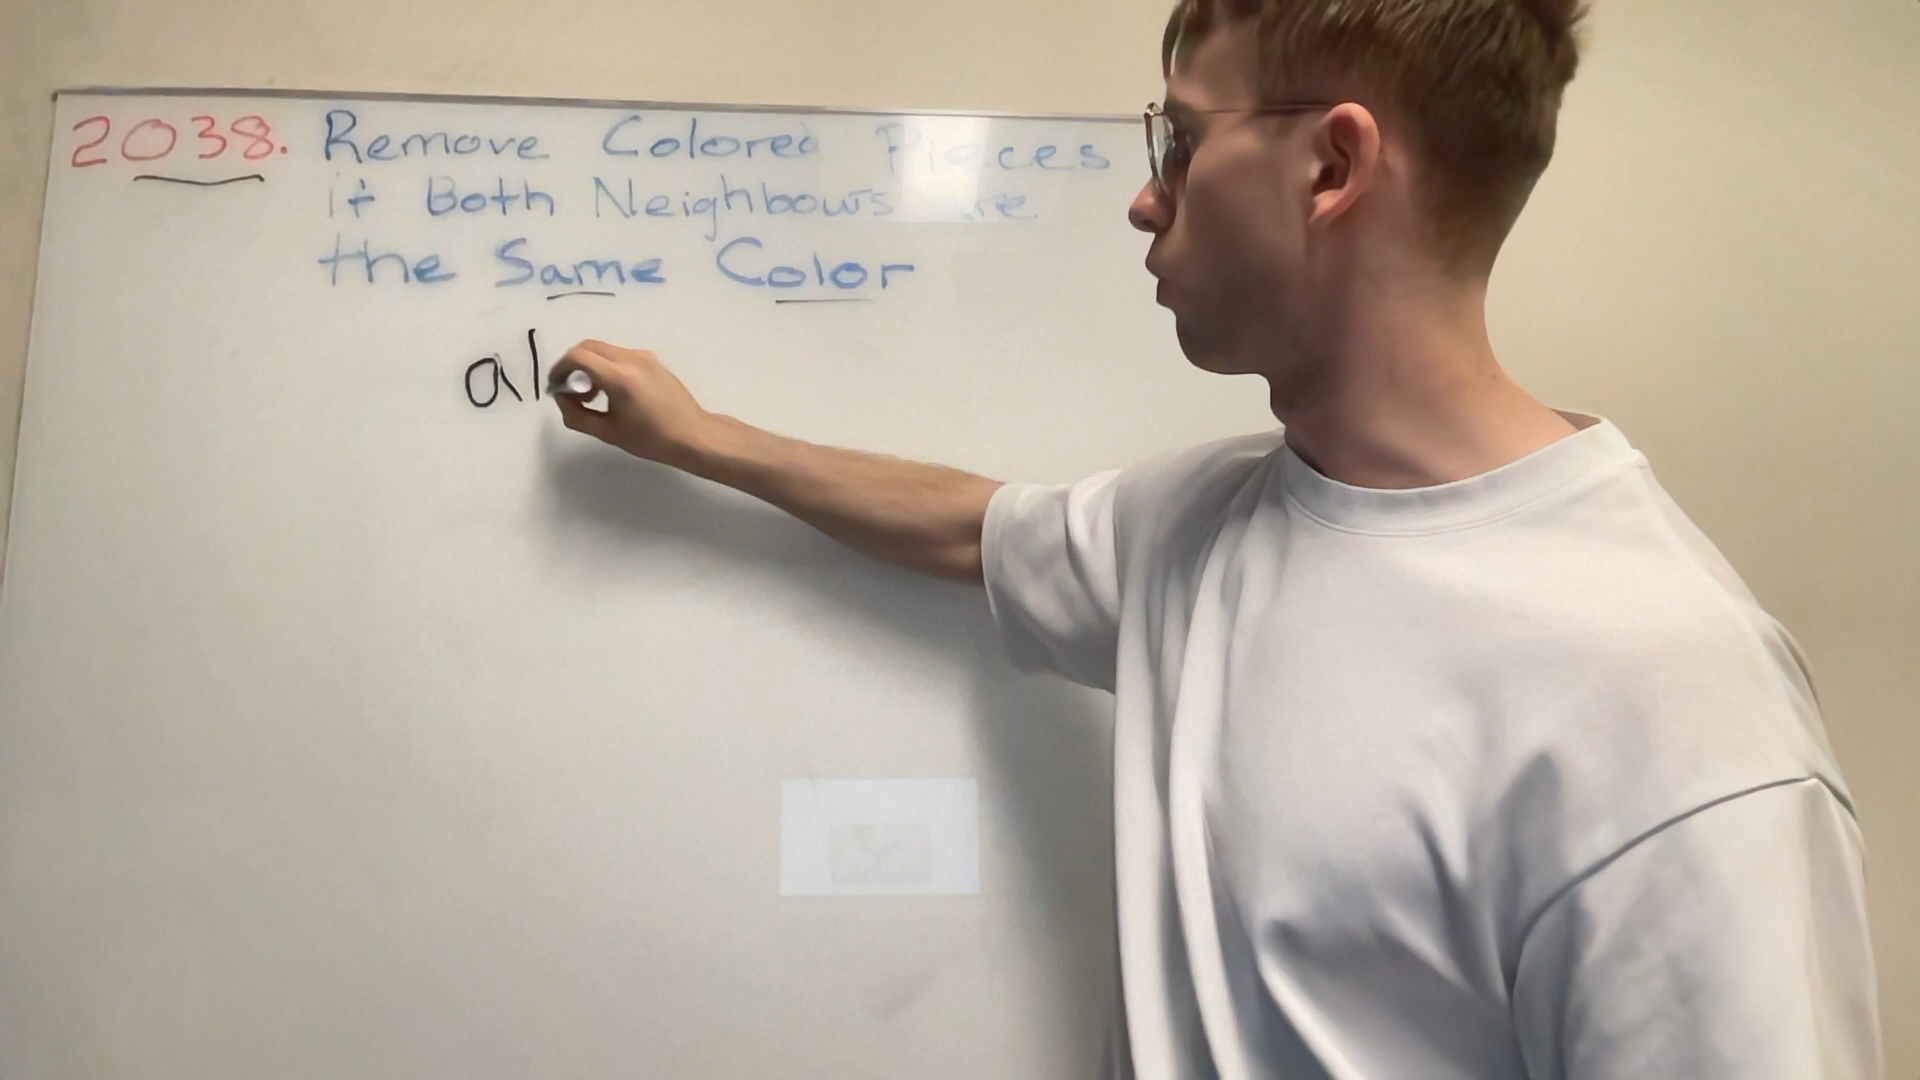 2038. Remove Colored Pieces
if Both Neighbours are
the Same Color
al